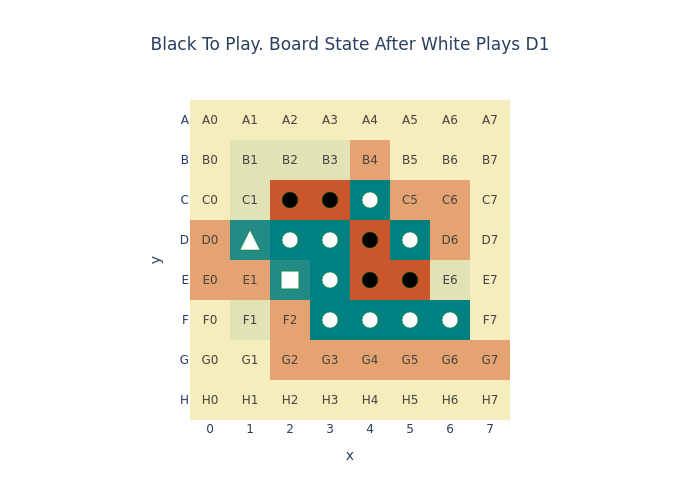 Black To Play. Board State After White Plays D1
A A0 A1 A2 A3 A4 A5 A6 A7
B B0 B1 B2 B3 B4 B5 B6 B7
C C0 C1 C5 C6 C7
D D0 D6 D7
y
E E0 E1 E6 E7
F F0 F1 F2 F7
G G0 G1 G2 G3 G4 G5 G6 G7
H H0 H1 H2 H3 H4 H5 H6 H7
0 1 2 3 4 5 6 7
x